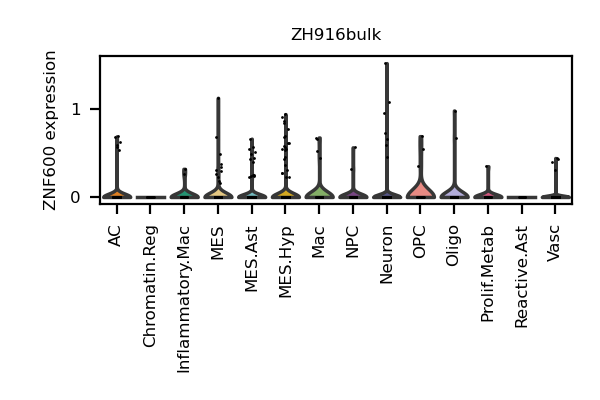 ZH916bulk
ZNF600 expression
1
0
AC
Chromatin.Reg
Inflammatory.Mac
MES
MES.Ast
MES.Hyp
Mac
NPC
Neuron
OPC
Oligo
Prolif.Metab
Reactive.Ast
Vasc